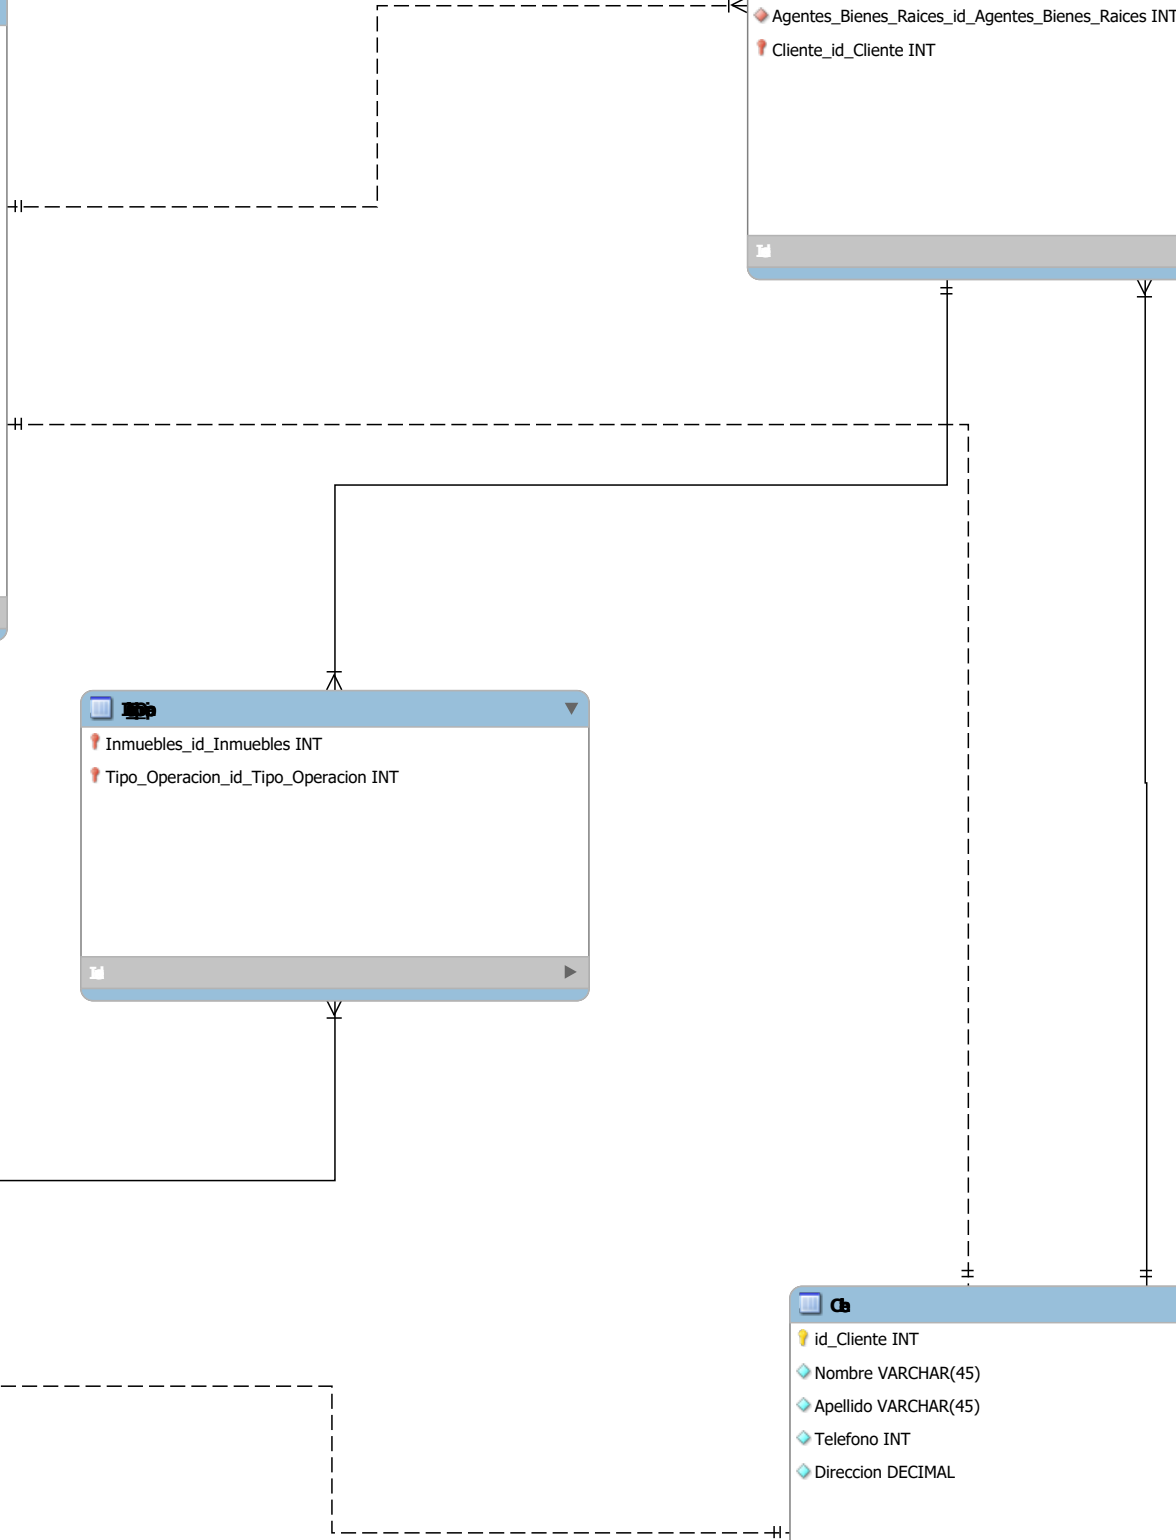 Agentes_Bienes_Raices_id_Agentes_Bienes_Raices INT
Cliente_id_Cliente INT
Inmuebles_id_Inmuebles INT
Tipo_Operacion_id_Tipo_Operacion INT
id_Cliente INT
Nombre VARCHAR(45)
Apellido VARCHAR(45)
Telefono INT
Direccion DECIMAL